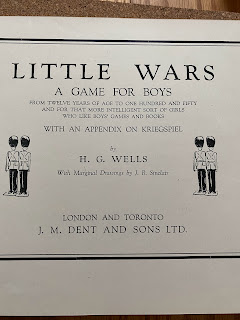 LITTLE WARS
A GAME FOR BOYS
FROM TWELVE YEARS OF AGE TO ONE HUNDRED AND FIFTY
AND FOR THAT MORE INTELLIGENT SORT OF GIRLS
WHO LIKE BOYS' GAMES AND BOOKS
WITH AN APPENDIX ON KRIEGSPIEL
by
H. G. WELLS
With Marginal Drawings by J. R. Sinclair
LONDON AND TORONTO
J. M. DENT AND SONS LTD.